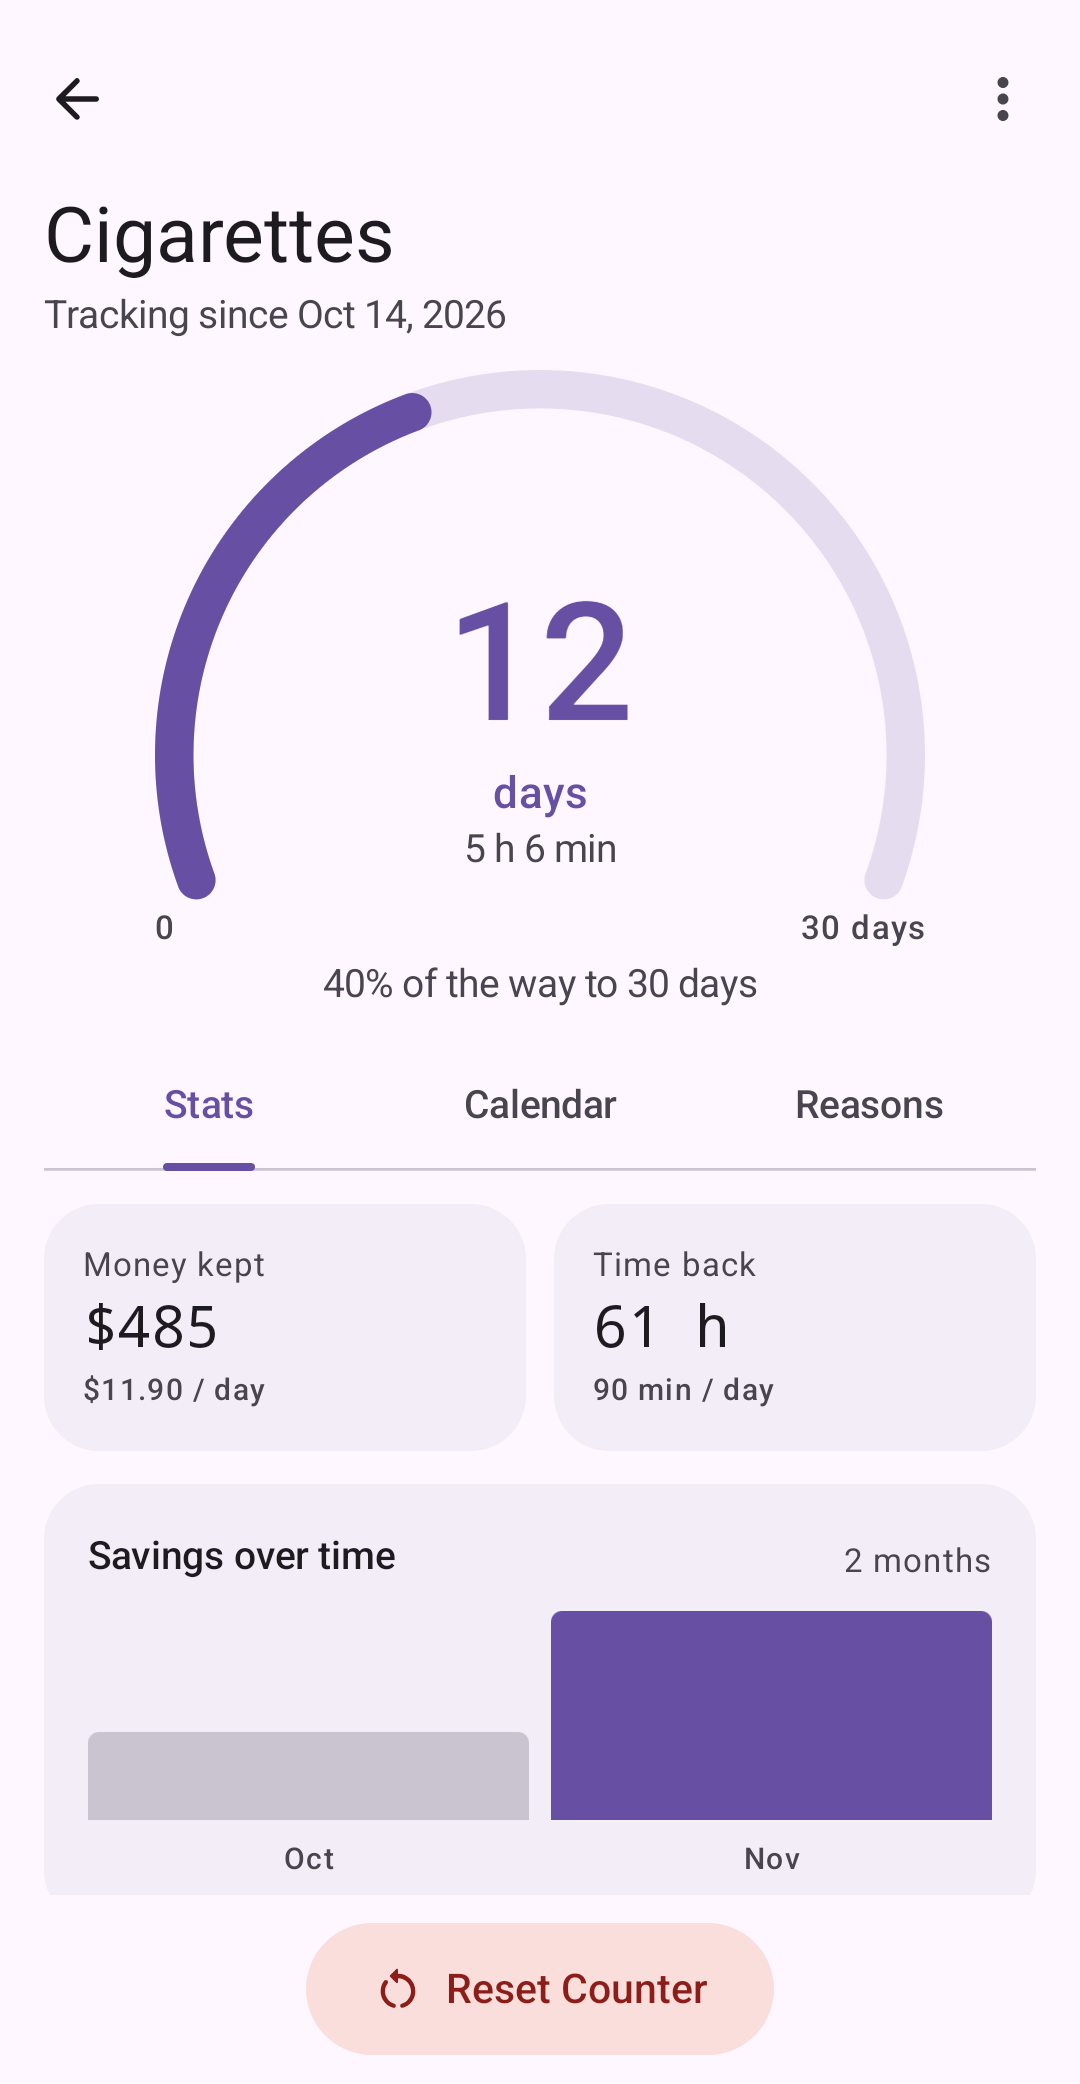 Cigarettes
Tracking since Oct 14, 2026
12
days
5 h 6 min
0
30 days
40% of the way to 30 days
Stats
Calendar
Reasons
Money kept
$485
$11.90 / day
Time back
61 h
90 min / day
Savings over time
2 months
Oct
Nov
Reset Counter